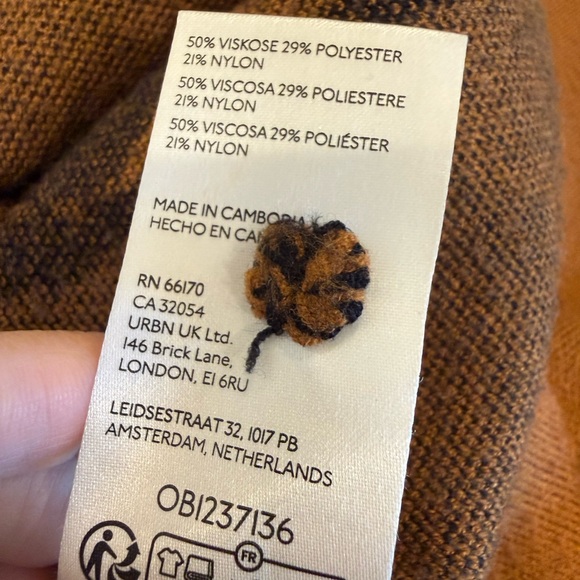 50% VISKOSE 29% POLYESTER
21% NYLON
50% VISCOSA 29% POLIESTERE
21% NYLON
50% VISCOSA 29% POLIÉSTER
21% NYLON
MADE IN CAMBODIA
HECHO EN
RN 66170
CA 32054
URBN UK Ltd.
146 Brick Lane,
LONDON, E1 6RU
LEIDSESTRAAT 32, 1017 PB
AMSTERDAM, NETHERLANDS
OB1237136
FR